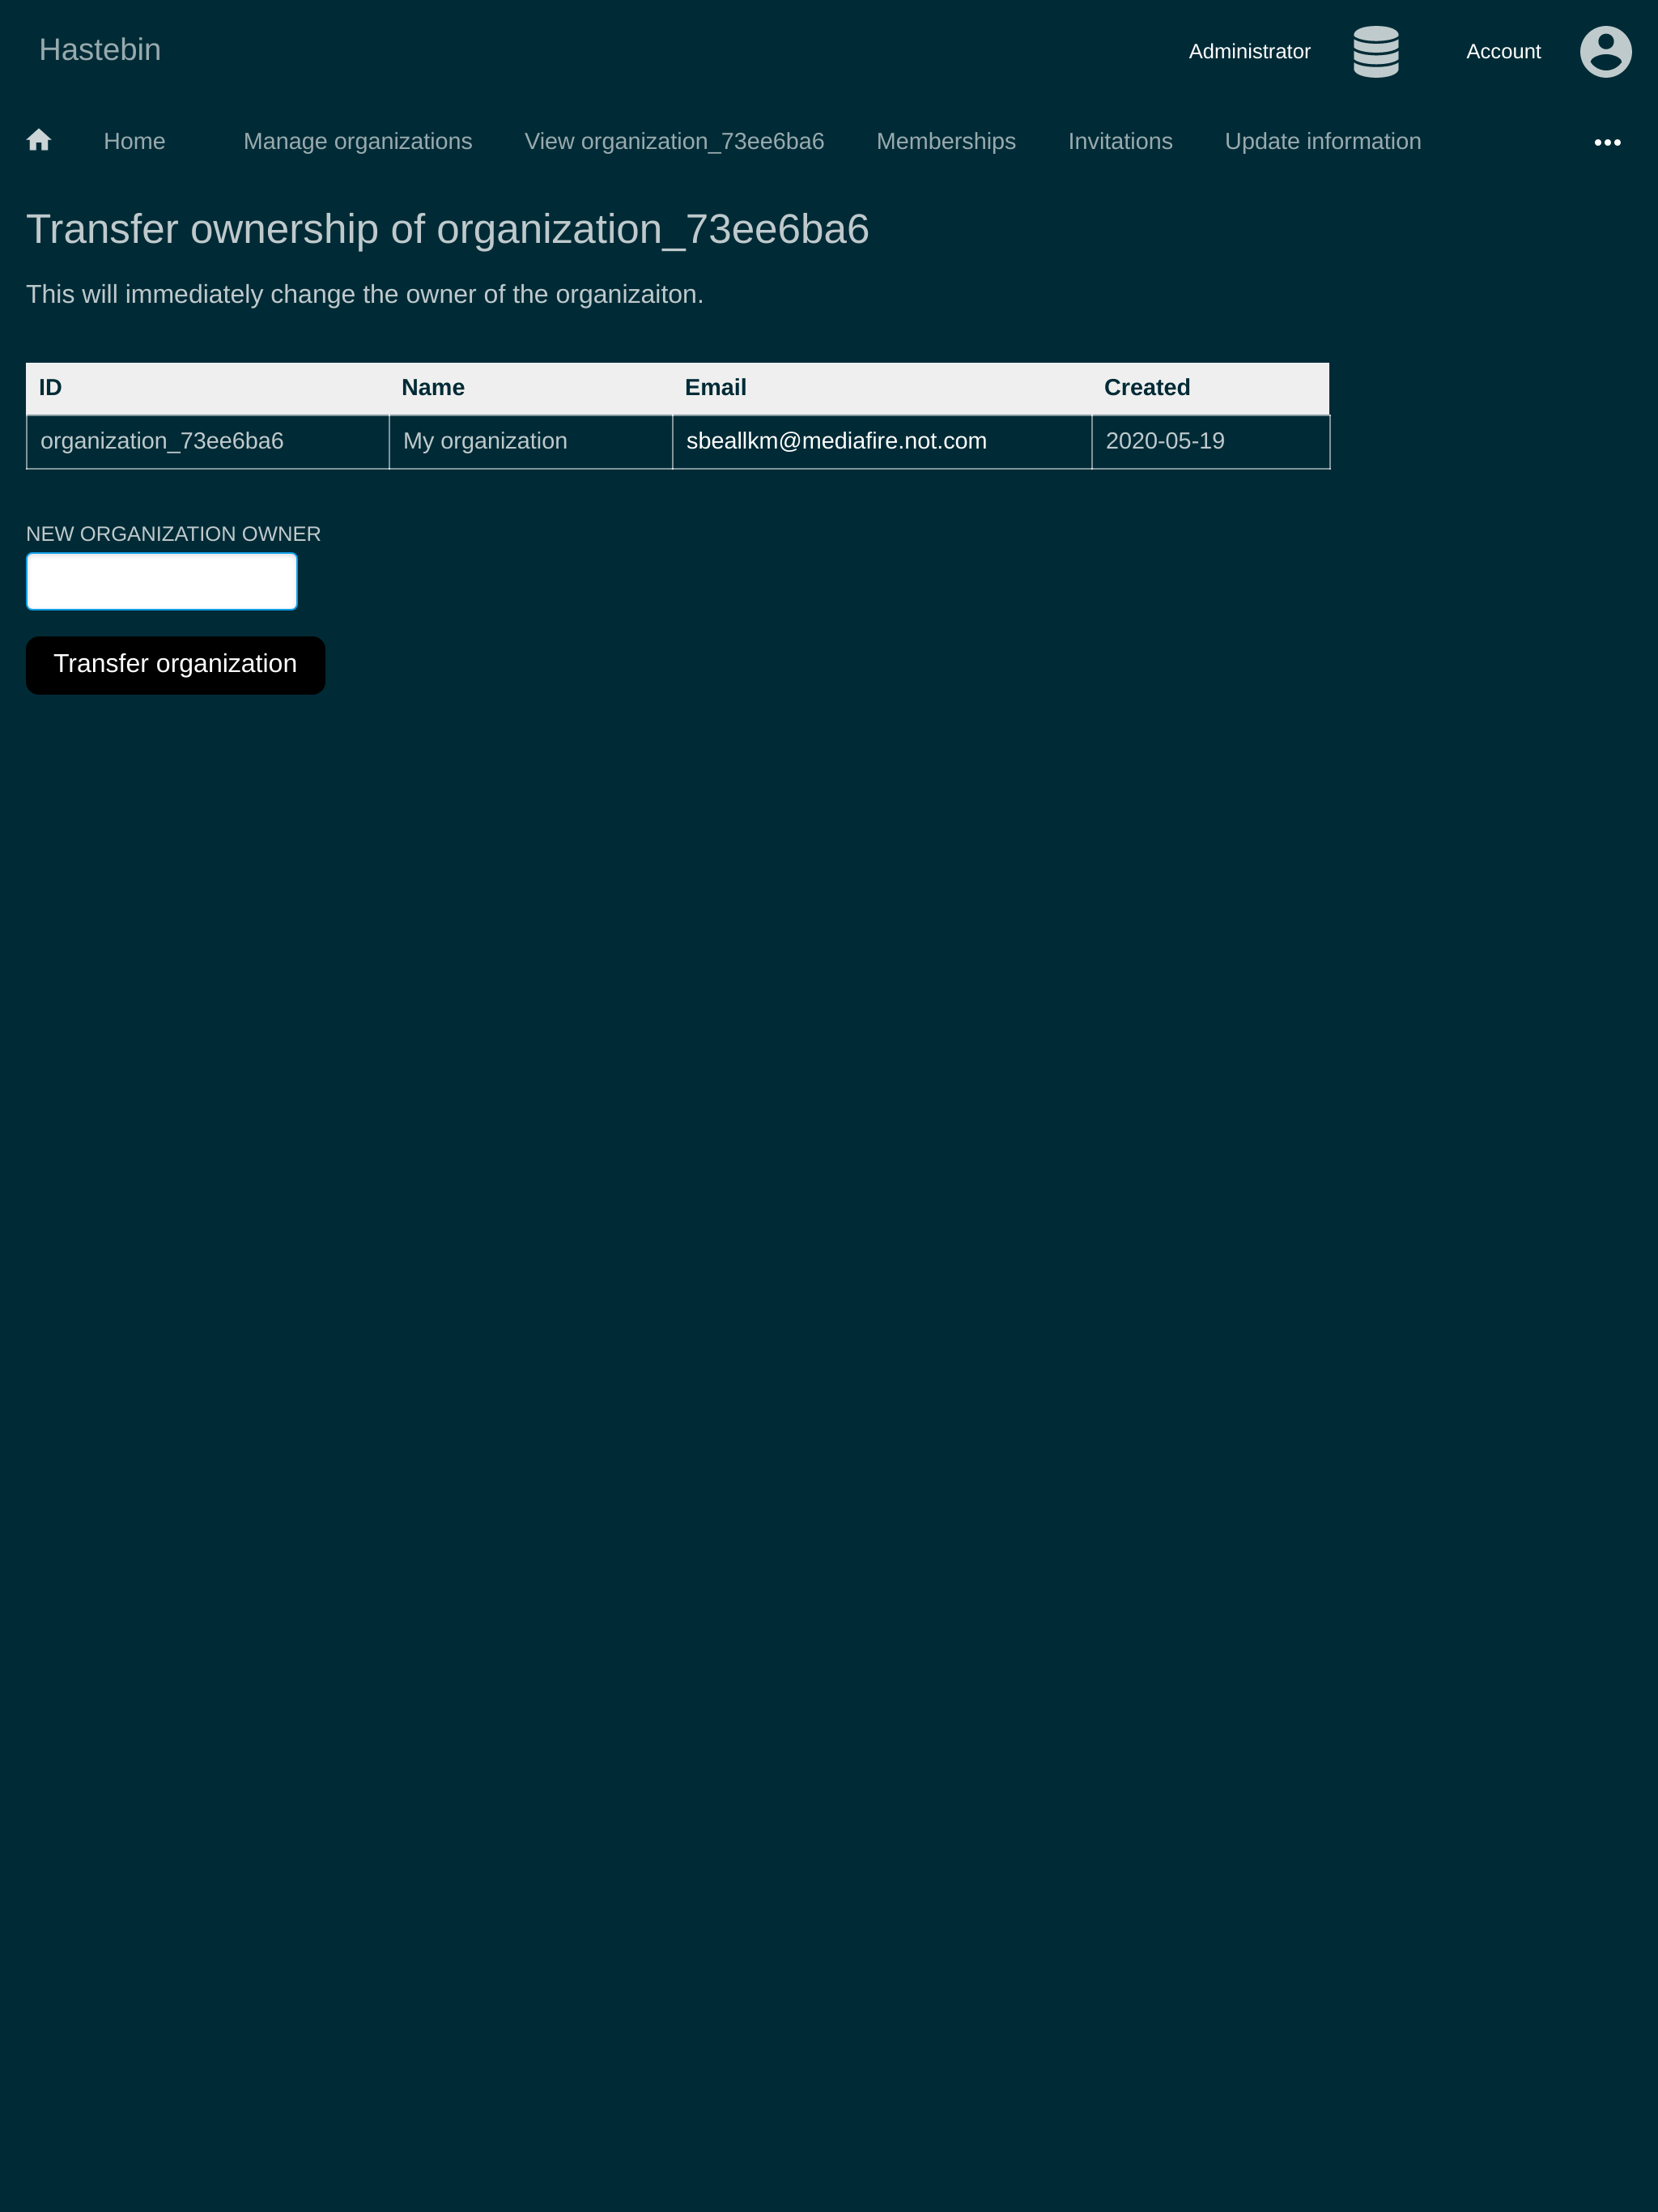 Hastebin
Administrator
Account
Home
Manage organizations
View organization_73ee6ba6
Memberships
Invitations
Update information
Transfer ownership of organization_73ee6ba6
This will immediately change the owner of the organizaiton.
ID Name Email Created
organization_73ee6ba6 My organization sbeallkm@mediafire.not.com 2020-05-19
NEW ORGANIZATION OWNER
Transfer organization